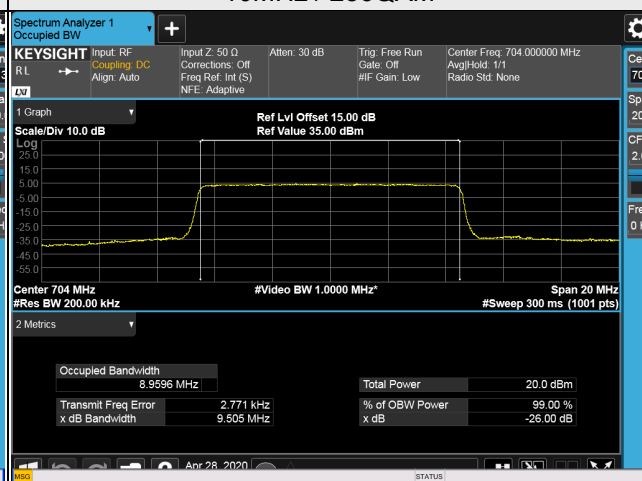 Spectrum Analyzer 1
Occupied BW
KEYSIGHT
RL
LXI
Input: RF
Coupling: DC
Align: Auto
Input Z: 50 Ω
Corrections: Off
Freq Ref: Int (S)
NFE: Adaptive
Atten: 30 dB
Trig: Free Run
Gate: Off
#IF Gain: Low
Center Freq: 704.000000 MHz
Avg|Hold: 1/1
Radio Std: None
1 Graph
Scale/Div 10.0 dB
Ref Lvl Offset 15.00 dB
Ref Value 35.00 dBm
Log
25.0
15.0
5.00
-5.00
-15.0
-25.0
-35.0
-45.0
-55.0
Center 704 MHz
#Video BW 1.0000 MHz*
Span 20 MHz
#Res BW 200.00 kHz
#Sweep 300 ms (1001 pts)
2 Metrics
Occupied Bandwidth
8.9596 MHz
Total Power 20.0 dBm
Transmit Freq Error 2.771 kHz
% of OBW Power 99.00 %
x dB Bandwidth 9.505 MHz
x dB -26.00 dB
Apr 28, 2020
MSG
STATUS